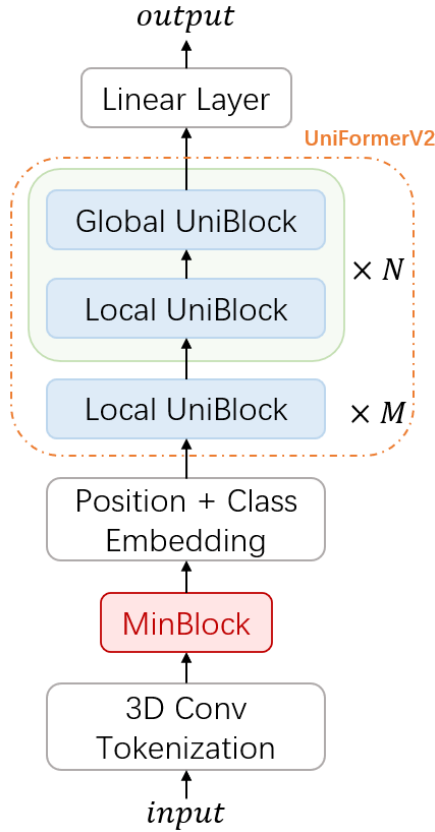 output
Linear Layer
UniFormerV2
Global UniBlock
× N
Local UniBlock
Local UniBlock
× M
Position + Class
Embedding
MinBlock
3D Conv
Tokenization
input